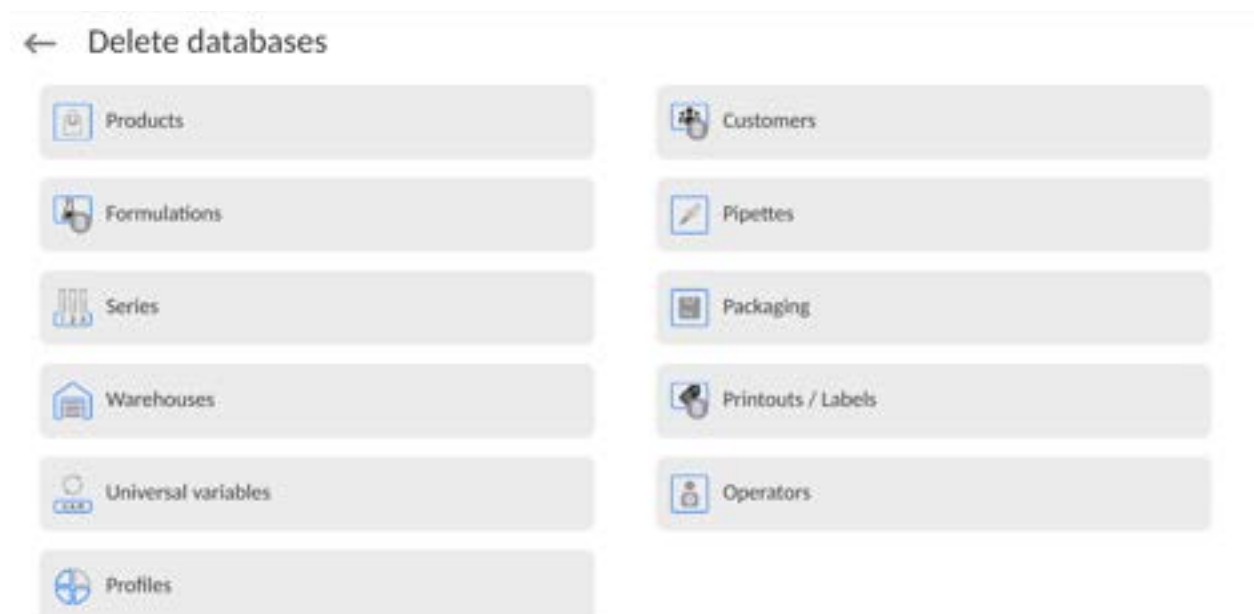 Delete databases
Products
Customers
Formulations
Pipettes
Series
Packaging
Warehouses
Printouts / Labels
Universal variables
Operators
Profiles